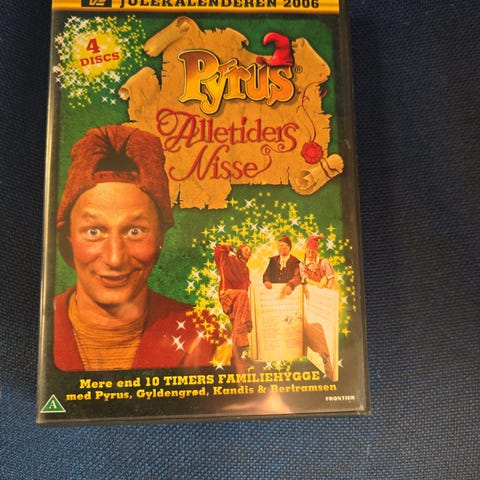 JULEKALENDEREN 2006
4
DISCS
Pyrus®
Alletiders
Nisse
Mere end 10 TIMERS FAMILIEHYGGE
med Pyrus, Gyldengrød, Kandis & Bertramsen
A
FRONTIER